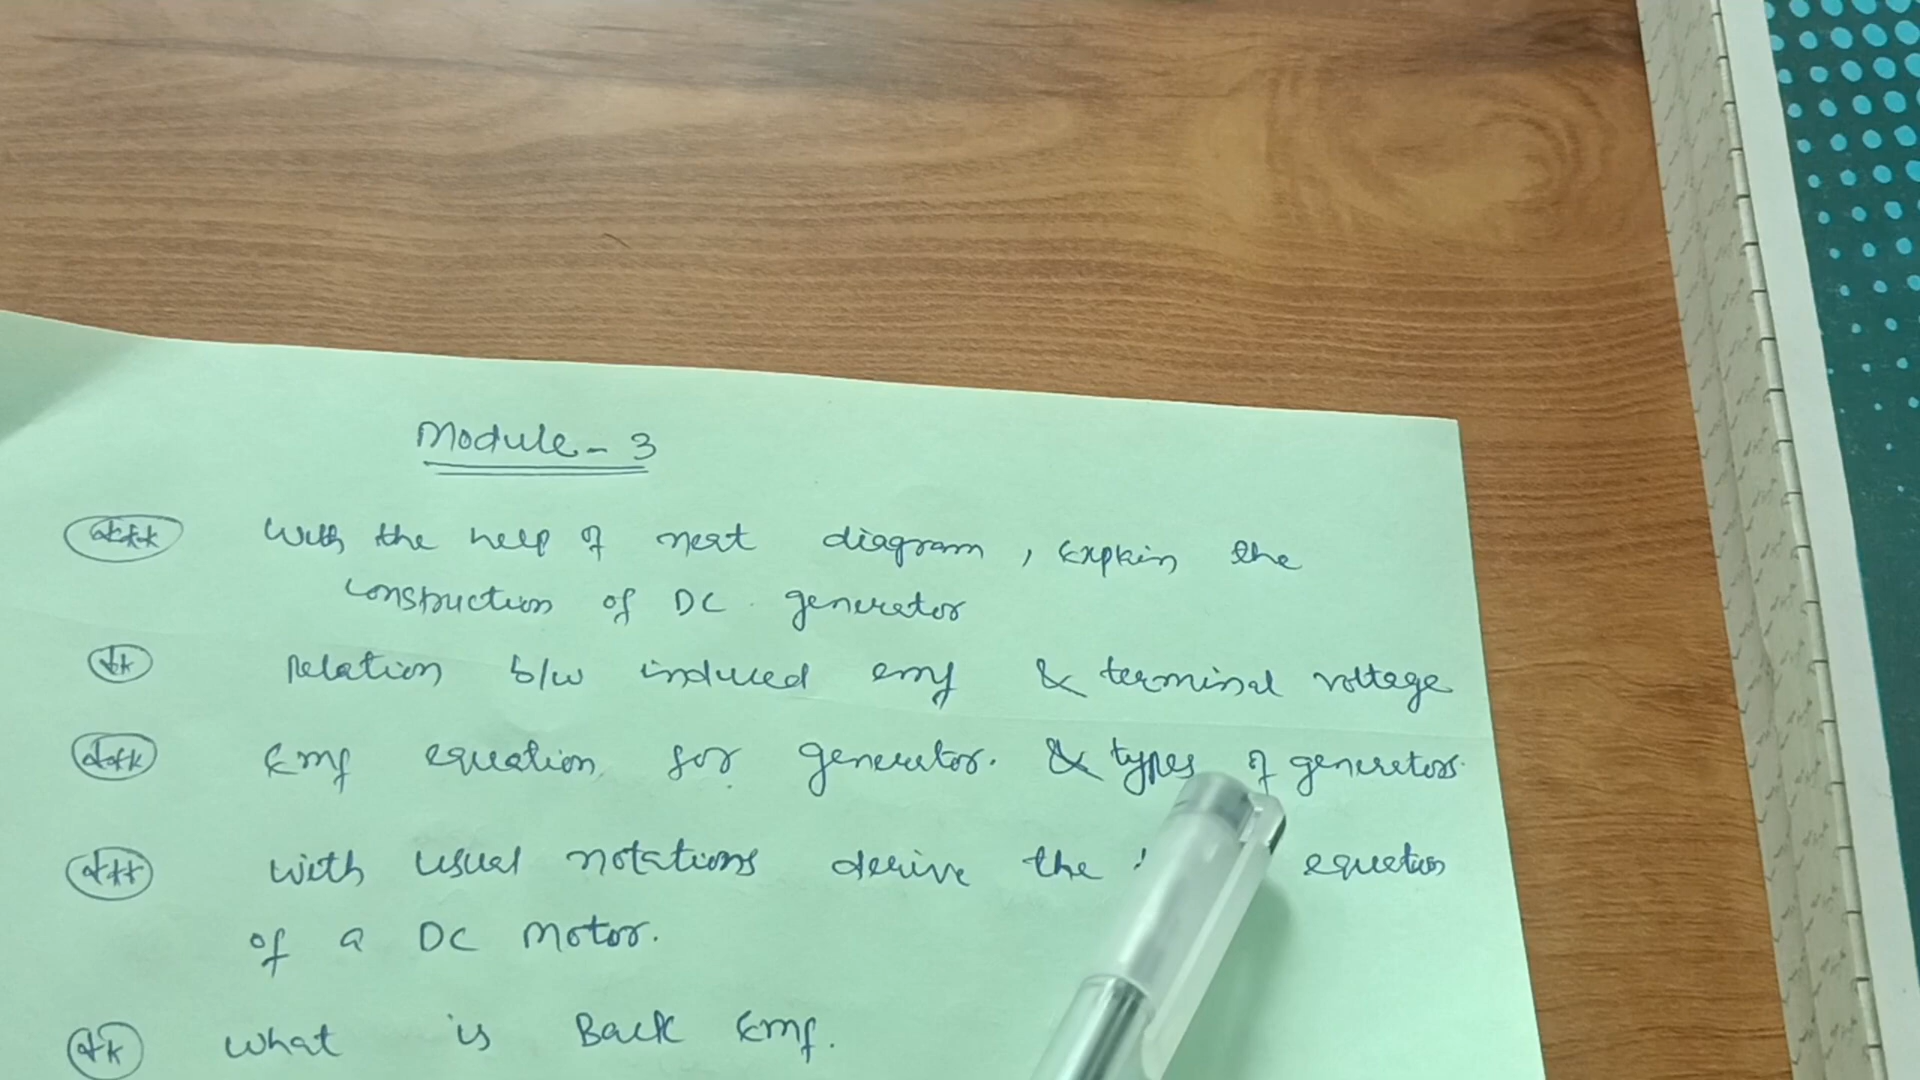 Module - 3
*** With the help of neat diagram, Explain the
construction of DC generator
** Relation b/w induced emf & terminal voltage
*** Emf equation for generator. & types of generators.
*** With usual notations derive the equation
of a DC Motor.
** What is Back Emf.